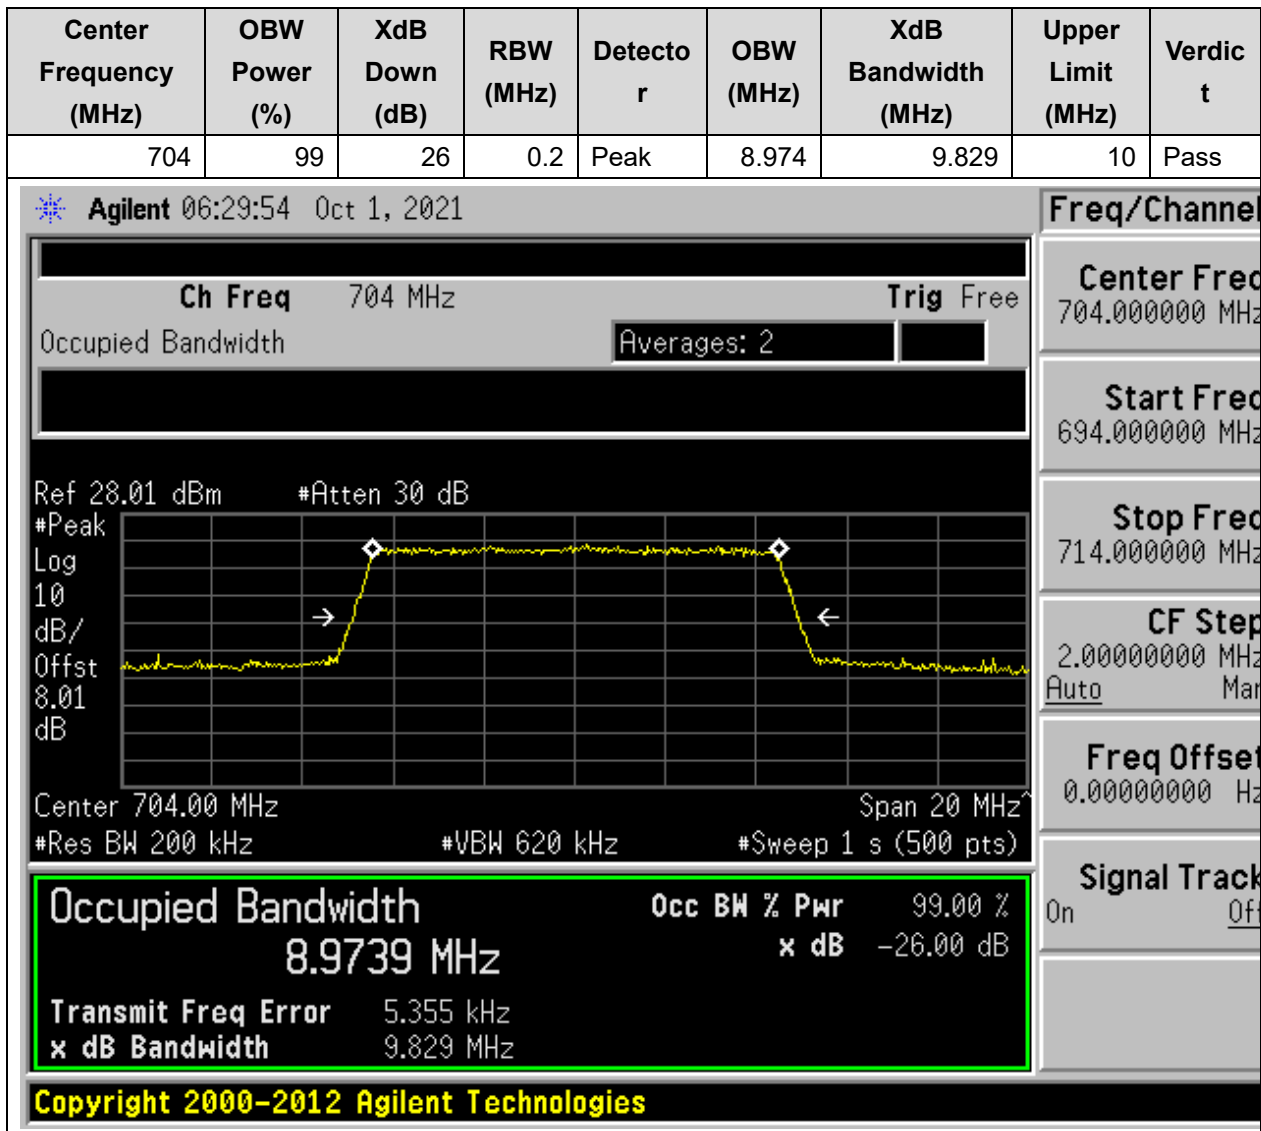 Center Frequency (MHz) OBW Power (%) XdB Down (dB) RBW (MHz) Detecto r OBW (MHz) XdB Bandwidth (MHz) Upper Limit (MHz) Verdic t
704 99 26 0.2 Peak 8.974 9.829 10 Pass
Agilent 06:29:54 Oct 1, 2021
Ch Freq 704 MHz Trig Free
Occupied Bandwidth Averages: 2
Ref 28.01 dBm #Atten 30 dB
#Peak
Log
10
dB/
Offst
8.01
dB
Center 704.00 MHz Span 20 MHz^
#Res BW 200 kHz #VBW 620 kHz #Sweep 1 s (500 pts)
Occupied Bandwidth Occ BW % Pwr 99.00 %
8.9739 MHz x dB -26.00 dB
Transmit Freq Error 5.355 kHz
x dB Bandwidth 9.829 MHz
Copyright 2000-2012 Agilent Technologies
Freq/Channel
Center Freq
704.000000 MHz
Start Freq
694.000000 MHz
Stop Freq
714.000000 MHz
CF Step
2.00000000 MHz
Auto Man
Freq Offset
0.00000000 Hz
Signal Track
On Off